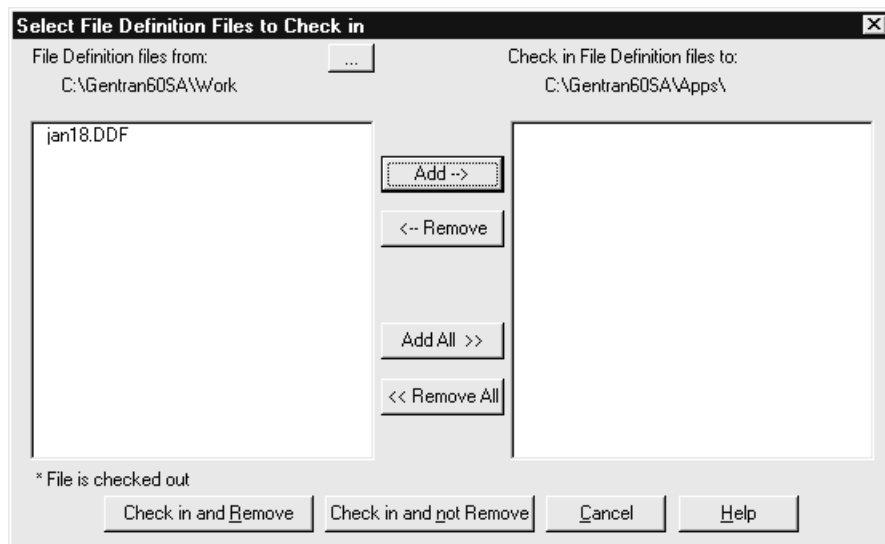 Select File Definition Files to Check in
File Definition files from:
...
Check in File Definition files to:
C:\Gentran60SA\Work
C:\Gentran60SA\Apps\
jan18.DDF
Add -->
<-- Remove
Add All >>
<< Remove All
* File is checked out
Check in and Remove
Check in and not Remove
Cancel
Help